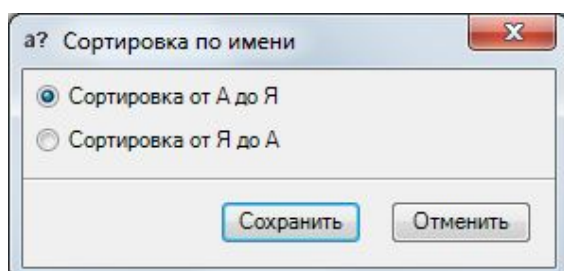 а? Сортировка по имени
Сортировка от А до Я
Сортировка от Я до А
Сохранить Отменить